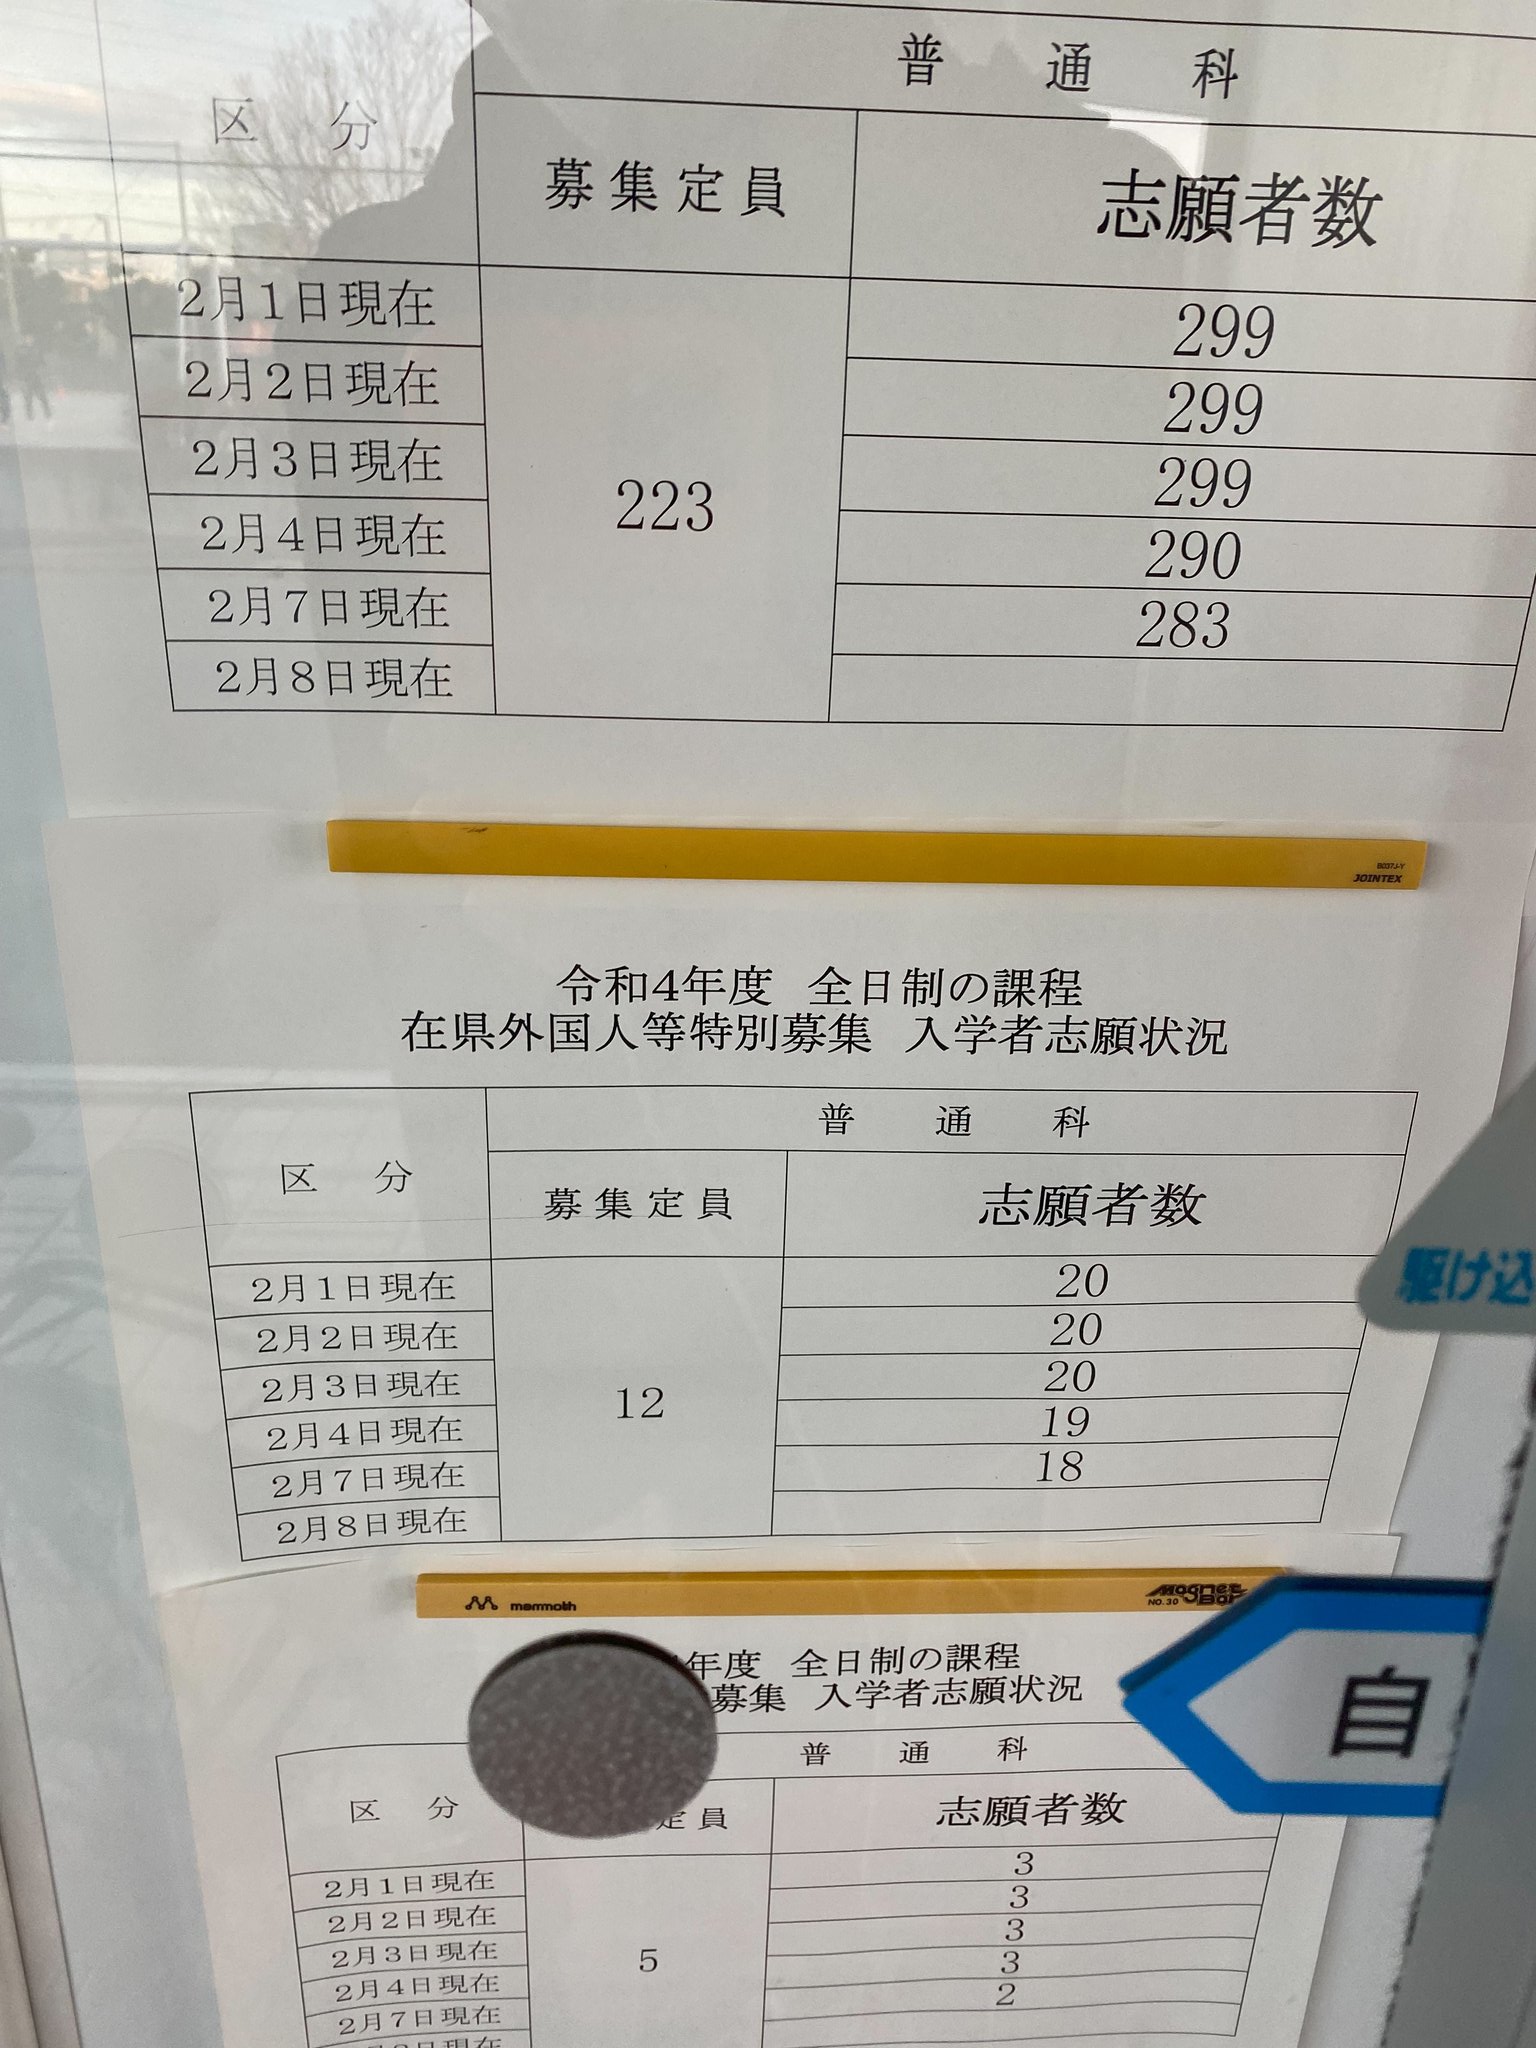 普通科
区分
募集定員 志願者数
2月1日現在 299
2月2日現在 299
2月3日現在 299
223
2月4日現在 290
2月7日現在 283
2月8日現在
B037J-Y
JOINTEX
令和4年度 全日制の課程
在県外国人等特別募集 入学者志願状況
普通科
区分
募集定員 志願者数
2月1日現在 20
2月2日現在 20
2月3日現在 20
12
2月4日現在 19
2月7日現在 18
2月8日現在
駆け込
mammoth
Magnet Bar
NO.30
年度 全日制の課程
募集 入学者志願状況
自
普通科
区分
定員 志願者数
2月1日現在 3
2月2日現在 3
2月3日現在 3
5
2月4日現在 3
2月7日現在 2